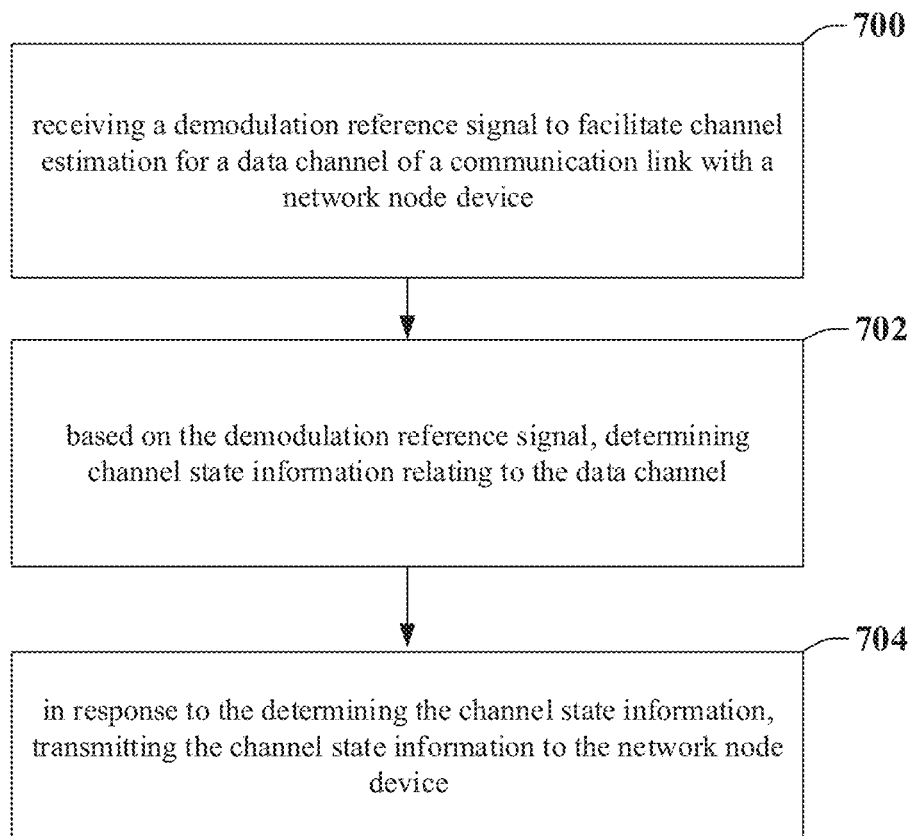 700
receiving a demodulation reference signal to facilitate channel
estimation for a data channel of a communication link with a
network node device
702
based on the demodulation reference signal, determining
channel state information relating to the data channel
704
in response to the determining the channel state information,
transmitting the channel state information to the network node
device